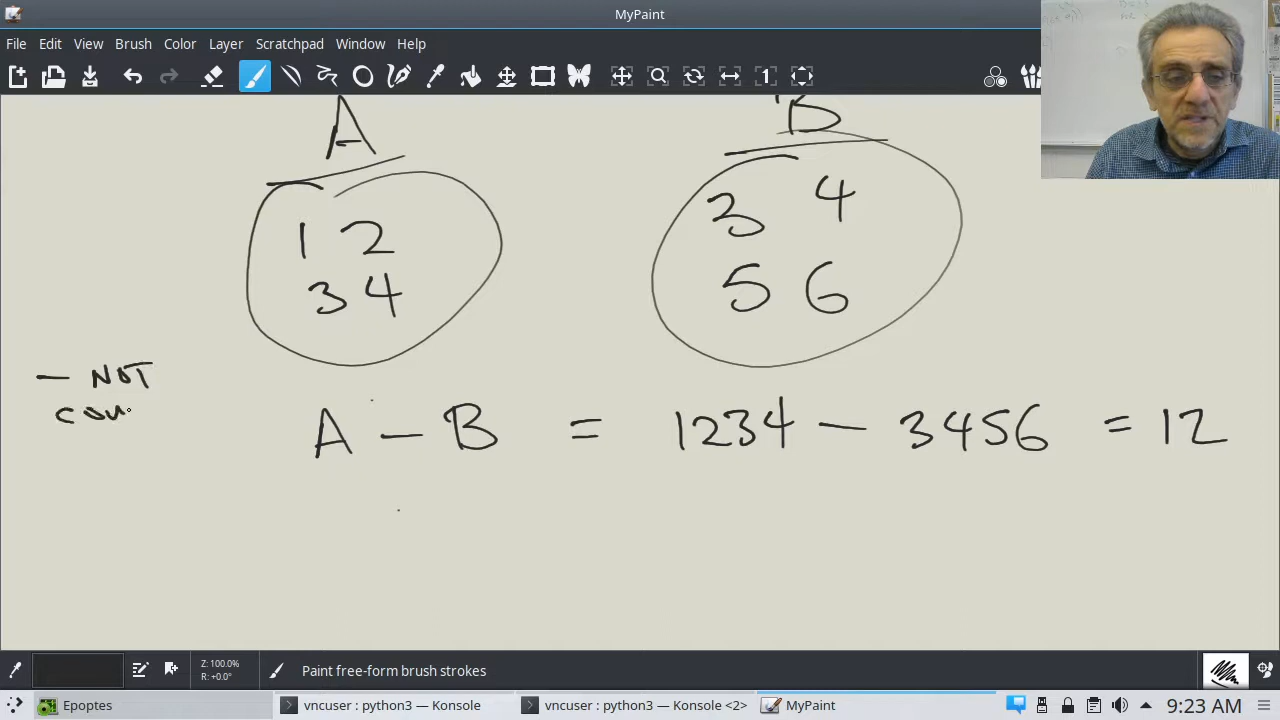 MyPaint
File Edit View Brush Color Layer Scratchpad Window Help
A B
1 2
3 4
3 4
5 6
— NOT
A — B = 1234 — 3456 = 12
Z: 100.0%
R: +0.0°
Paint free-form brush strokes
Epoptes
vncuser : python3 — Konsole
vncuser : python3 — Konsole <2>
MyPaint
9:23 AM